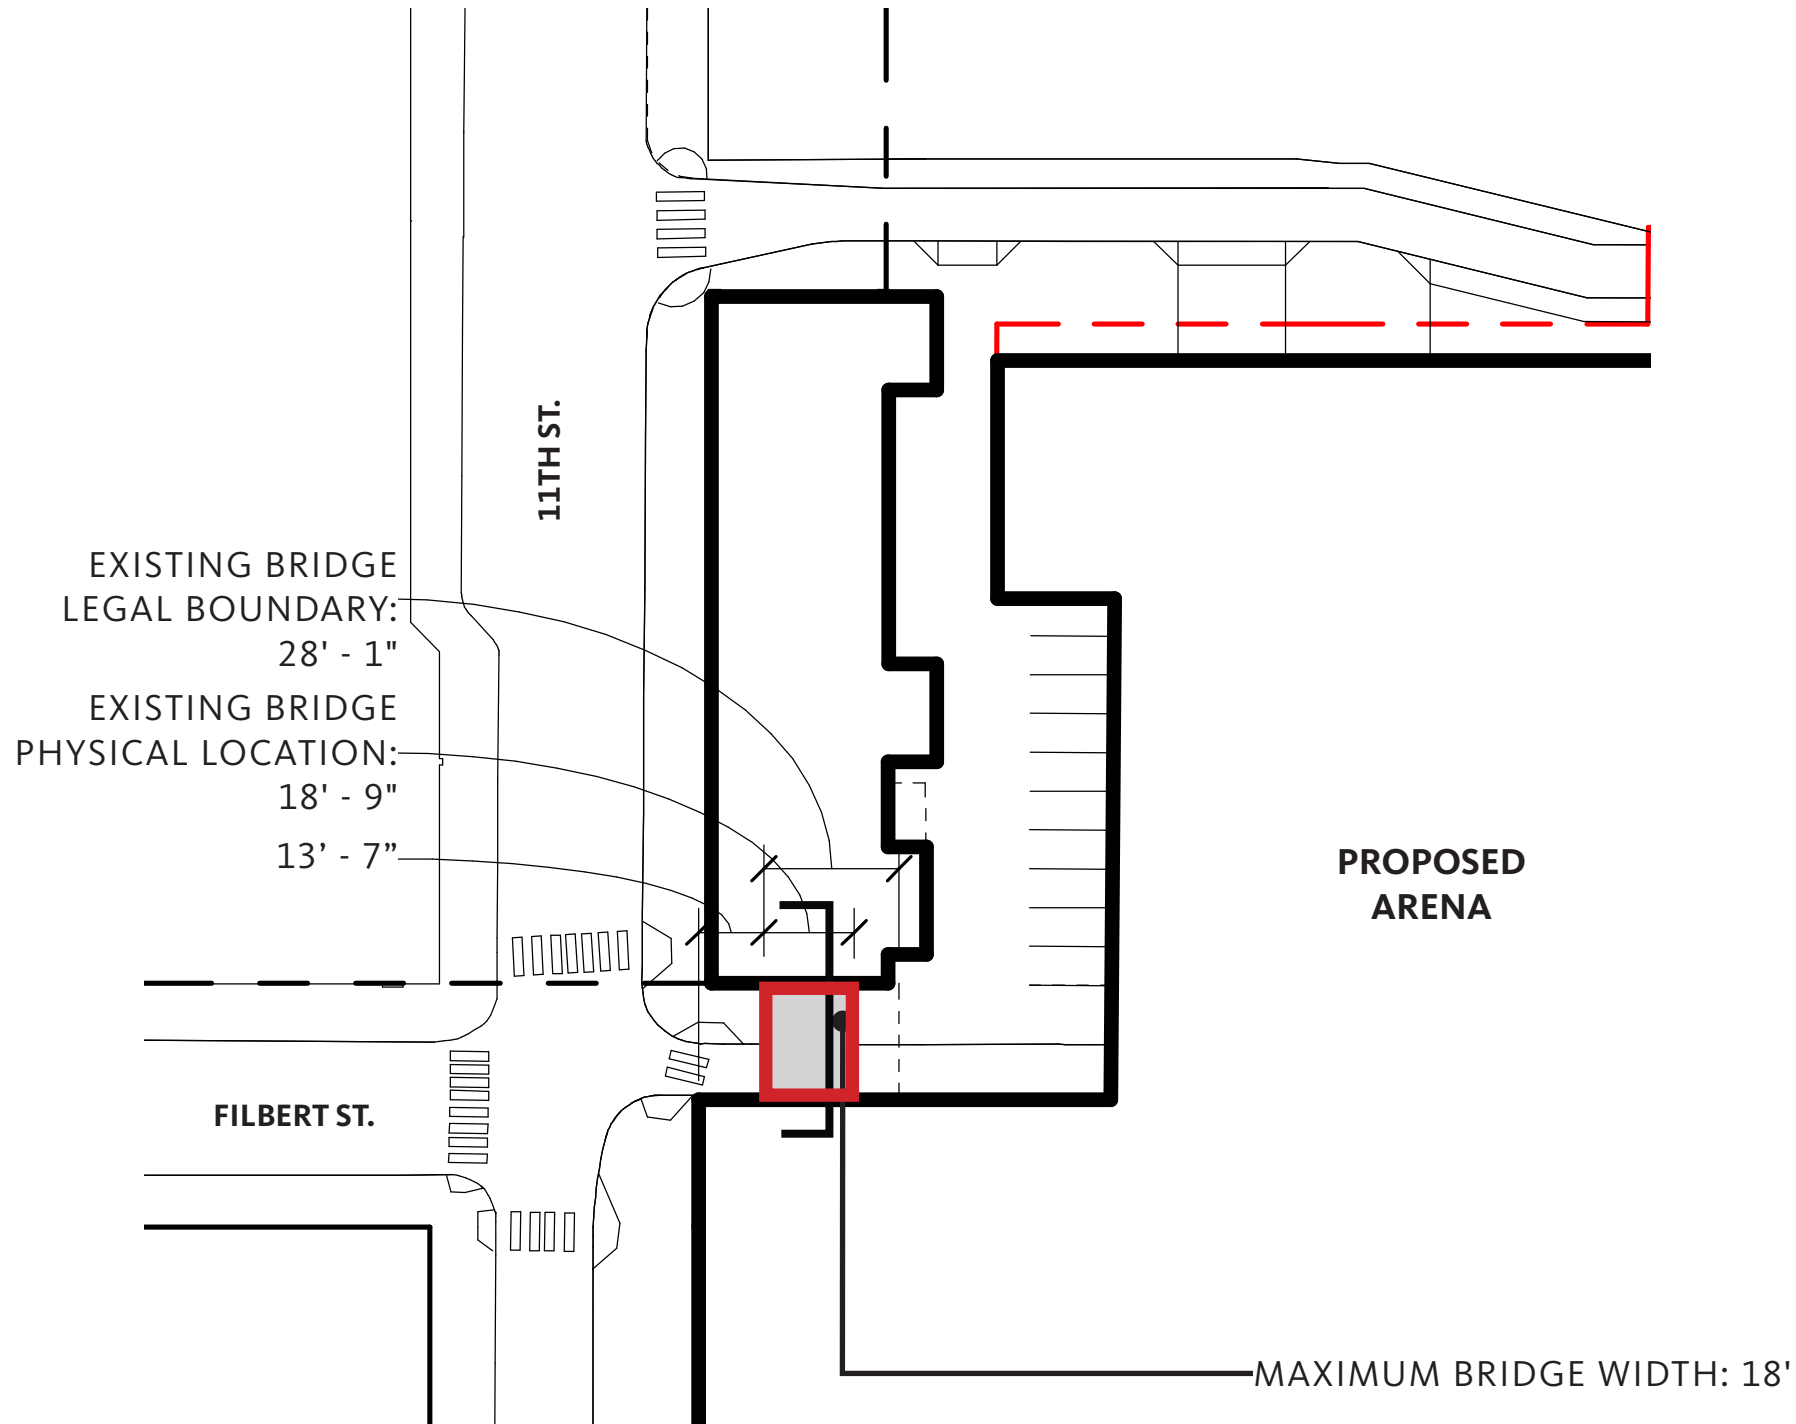 11TH ST.
EXISTING BRIDGE
LEGAL BOUNDARY:
28' - 1"
EXISTING BRIDGE
PHYSICAL LOCATION:
18' - 9"
13’ - 7”
PROPOSED
ARENA
FILBERT ST.
MAXIMUM BRIDGE WIDTH: 18'